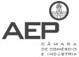 AEP
CÂMARA
DE COMÉRCIO
E INDÚSTRIA